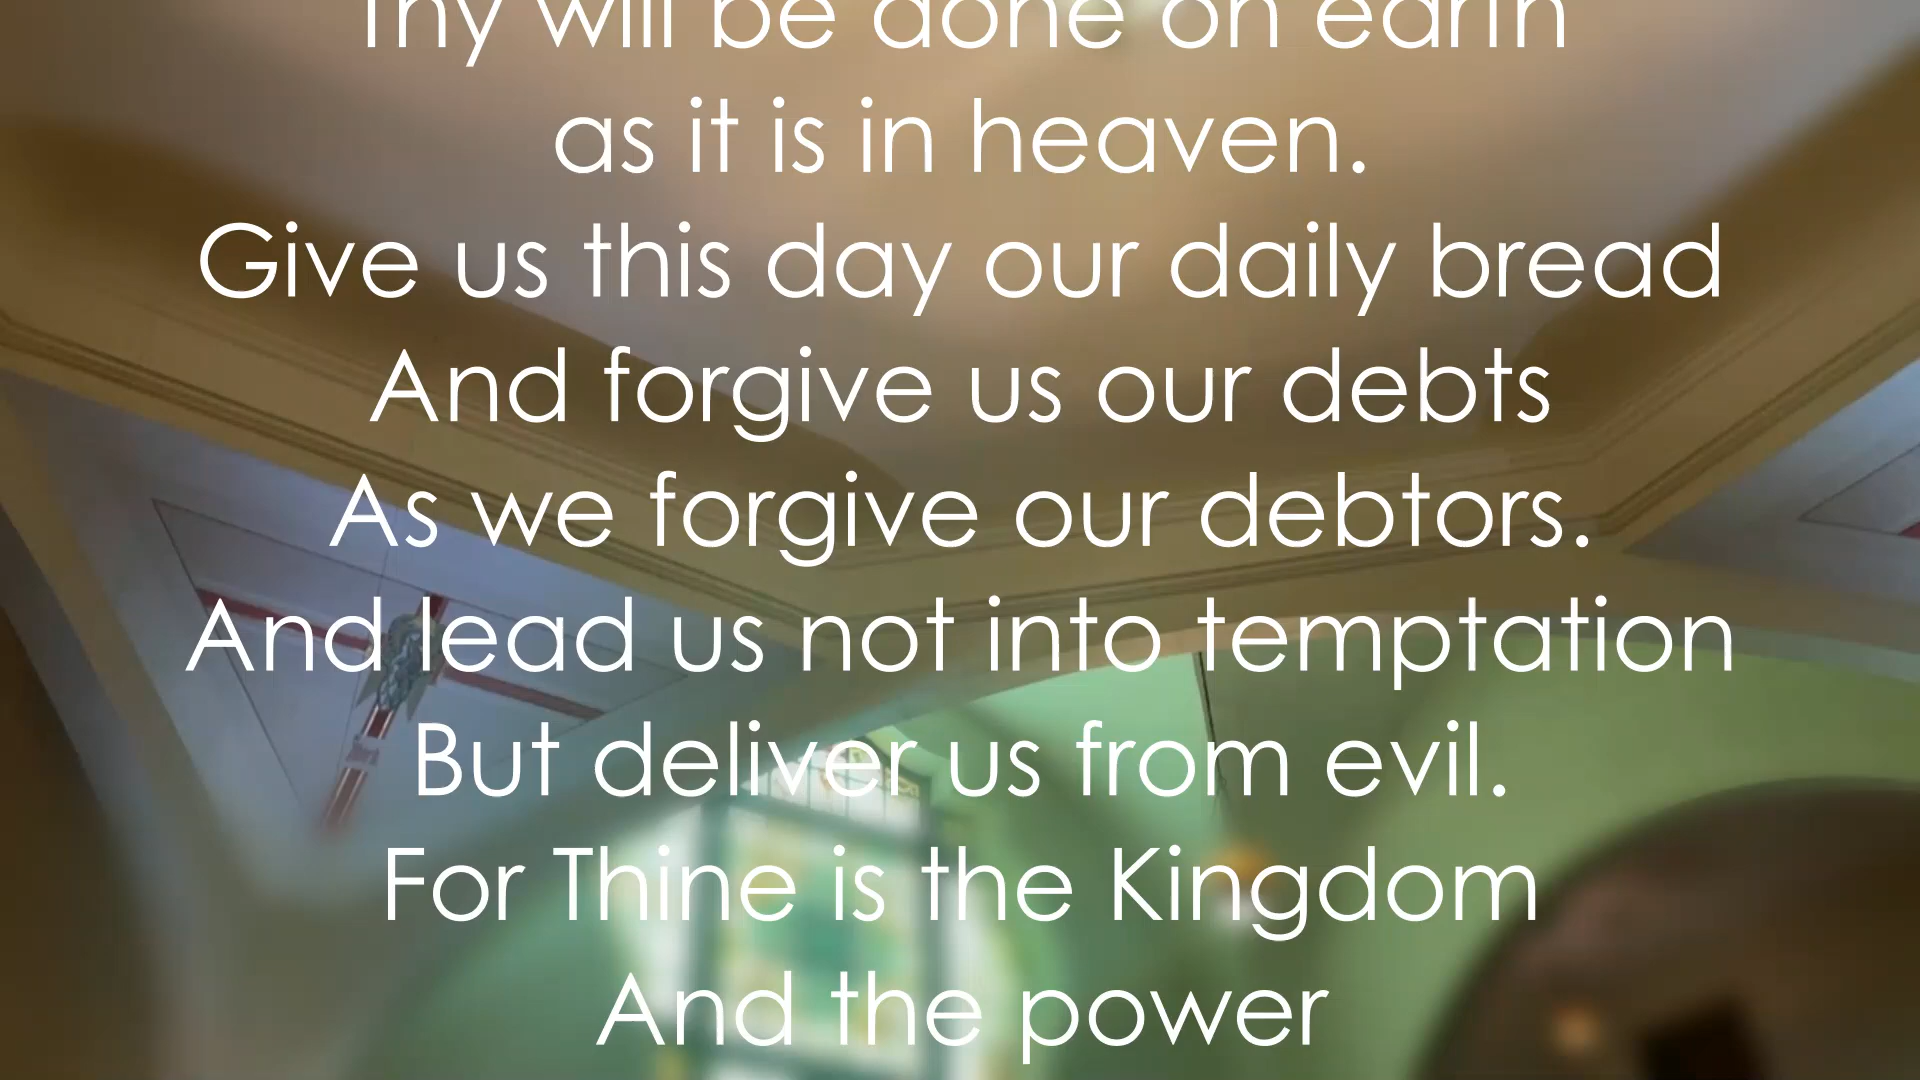 Thy will be done on earth
as it is in heaven.
Give us this day our daily bread
And forgive us our debts
As we forgive our debtors.
And lead us not into temptation
But deliver us from evil.
For Thine is the Kingdom
And the power